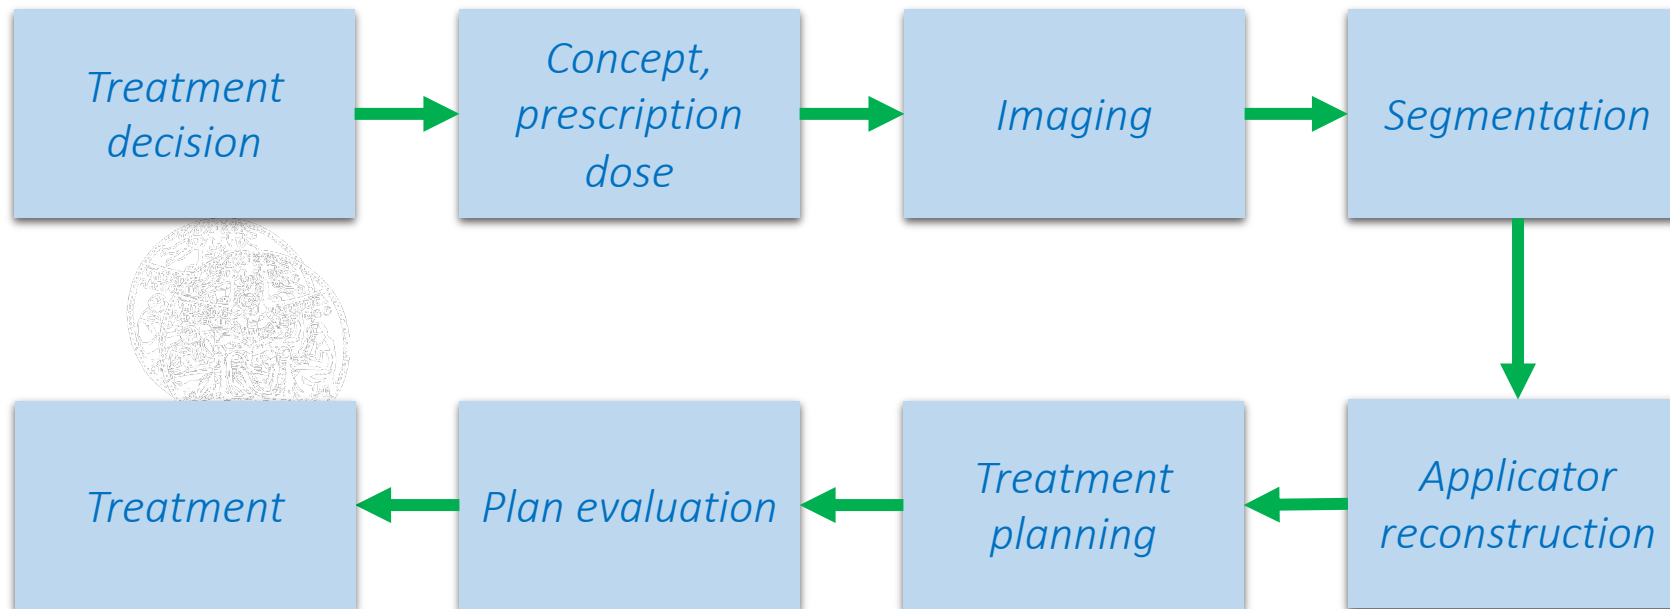 Treatment
decision
Concept,
prescription
dose
Imaging
Segmentation
Applicator
reconstruction
Treatment
planning
Plan evaluation
Treatment